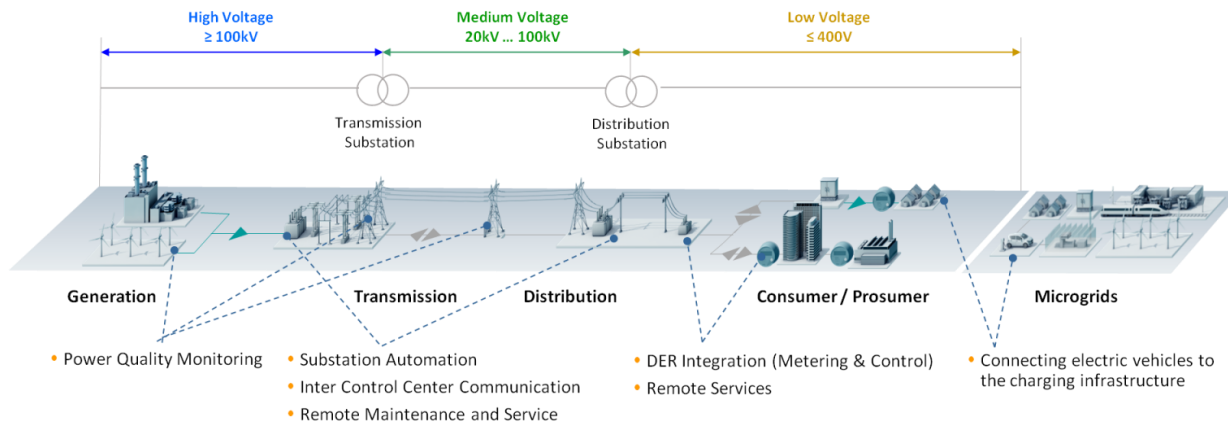 High Voltage
≥ 100kV
Medium Voltage
20kV ... 100kV
Low Voltage
≤ 400V
Transmission
Substation
Distribution
Substation
Generation
Transmission
Distribution
Consumer / Prosumer
Microgrids
• Power Quality Monitoring
• Substation Automation
• Inter Control Center Communication
• Remote Maintenance and Service
• DER Integration (Metering & Control)
• Remote Services
• Connecting electric vehicles to
the charging infrastructure